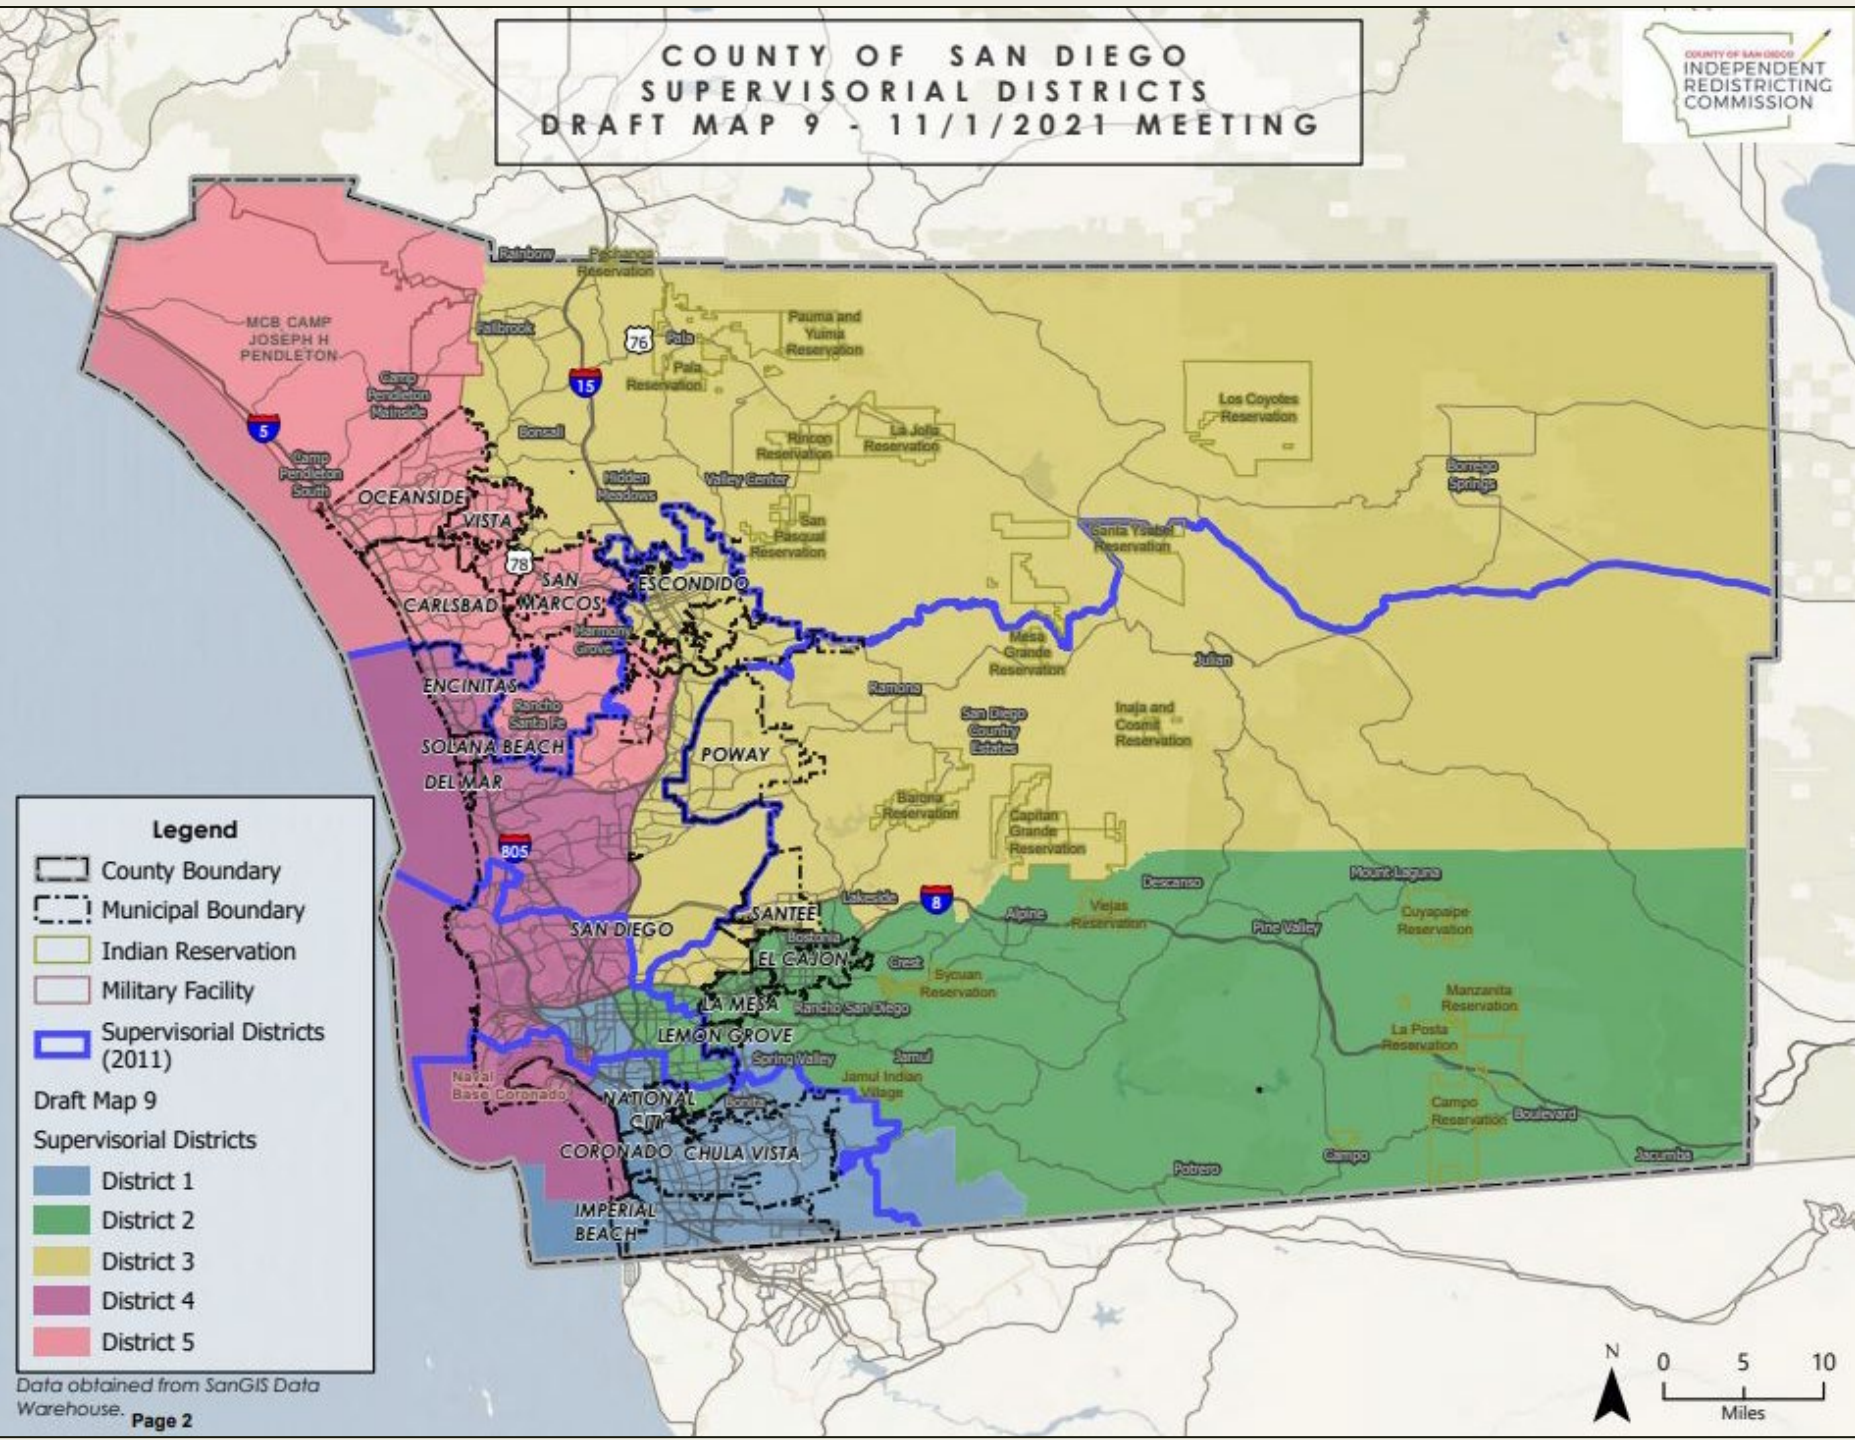 COUNTY OF SAN DIEGO
SUPERVISORIAL DISTRICTS
DRAFT MAP 9 - 11/1/2021 MEETING
COUNTY OF SAN DIEGO
INDEPENDENT
REDISTRICTING
COMMISSION
Rainbow
Pechanga
Reservation
MCB CAMP
JOSEPH H
PENDLETON
Fallbrook
76
Pala
Pauma and
Yuima
Reservation
Pala
Reservation
15
Camp
Pendleton
Mainside
5
Los Coyotes
Reservation
Bonsall
Rincon
Reservation
La Jolla
Reservation
Camp
Pendleton
South
Hidden
Meadows
Valley Center
Borrego
Springs
OCEANSIDE
VISTA
San
Pasqual
Reservation
Santa Ysabel
Reservation
78
SAN
MARCOS
ESCONDIDO
CARLSBAD
Harmony
Grove
Mesa
Grande
Reservation
Julian
ENCINITAS
Rancho
Santa Fe
Ramona
San Diego
Country
Estates
Inaja and
Cosmit
Reservation
SOLANA BEACH
POWAY
DEL MAR
Barona
Reservation
Capitan
Grande
Reservation
805
Lakeside
8
Descanso
Mount Laguna
SANTEE
Alpine
Viejas
Reservation
Cuyapaipe
Reservation
SAN DIEGO
Bostonia
Pine Valley
EL CAJON
Crest
Sycuan
Reservation
LA MESA
Rancho San Diego
Manzanita
Reservation
LEMON GROVE
La Posta
Reservation
Spring Valley
Jamul
Jamul Indian
Village
Naval
Base Coronado
NATIONAL
CITY
Bonita
Campo
Reservation
Boulevard
CORONADO
CHULA VISTA
Potrero
Campo
Jacumba
IMPERIAL
BEACH
Legend
County Boundary
Municipal Boundary
Indian Reservation
Military Facility
Supervisorial Districts
(2011)
Draft Map 9
Supervisorial Districts
District 1
District 2
District 3
District 4
District 5
Data obtained from SanGIS Data
Warehouse.
Page 2
N
0 5 10
Miles